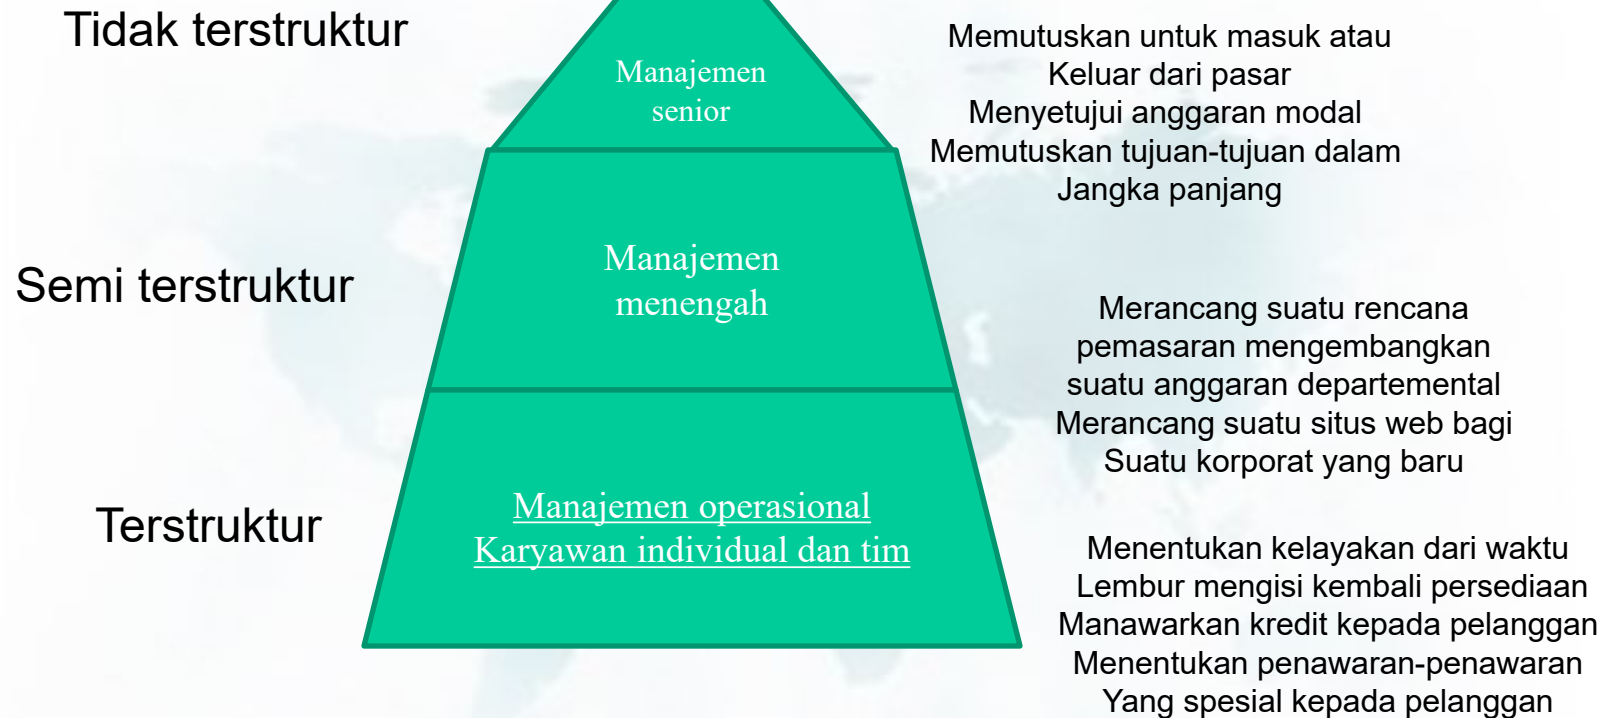 Tidak terstruktur
Manajemen
senior
Memutuskan untuk masuk atau
Keluar dari pasar
Menyetujui anggaran modal
Memutuskan tujuan-tujuan dalam
Jangka panjang
Semi terstruktur
Manajemen
menengah
Merancang suatu rencana
pemasaran mengembangkan
suatu anggaran departemental
Merancang suatu situs web bagi
Suatu korporat yang baru
Terstruktur
Manajemen operasional
Karyawan individual dan tim
Menentukan kelayakan dari waktu
Lembur mengisi kembali persediaan
Manawarkan kredit kepada pelanggan
Menentukan penawaran-penawaran
Yang spesial kepada pelanggan